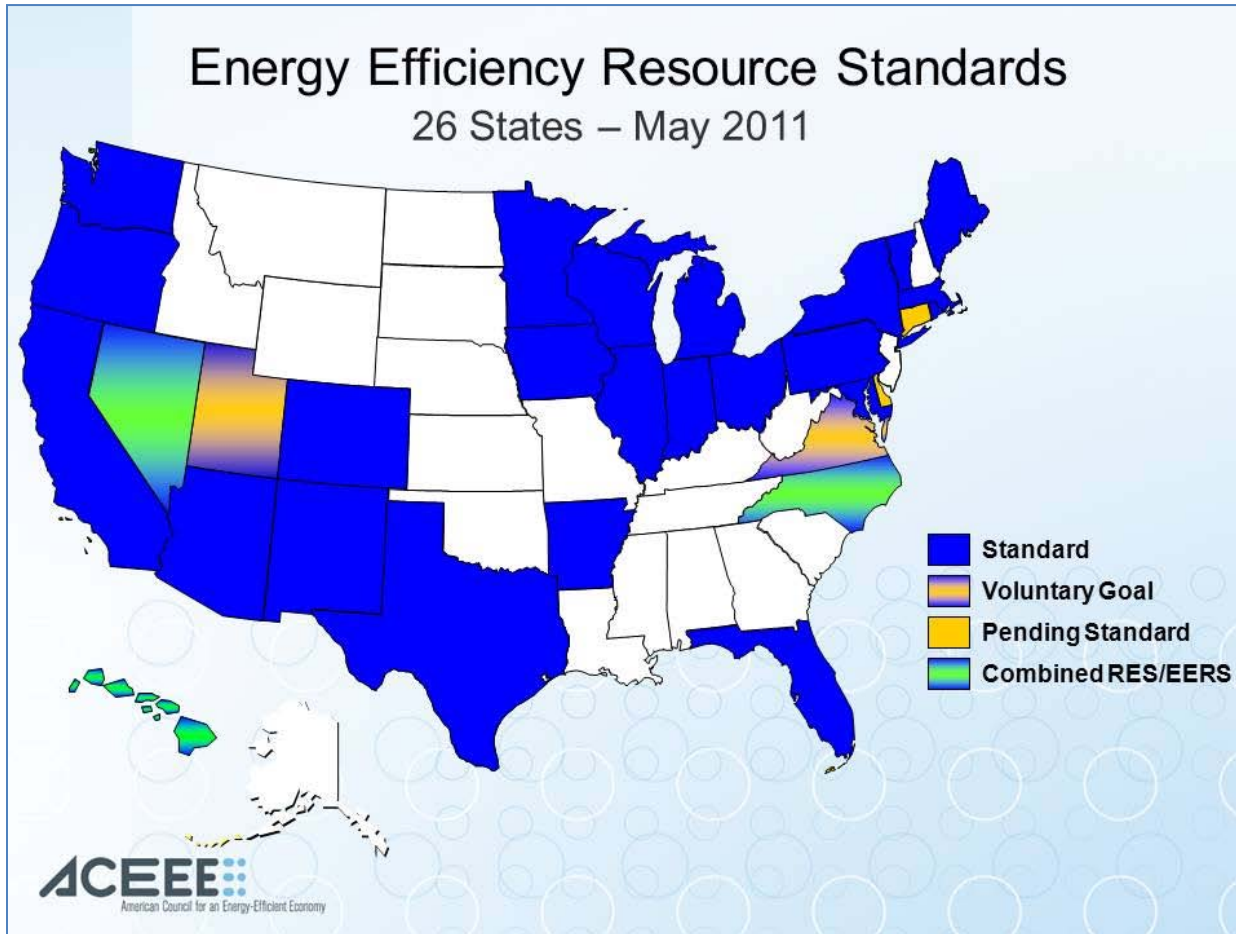 Energy Efficiency Resource Standards
26 States – May 2011
Standard
Voluntary Goal
Pending Standard
Combined RES/EERS
ACEEE
American Council for an Energy-Efficient Economy